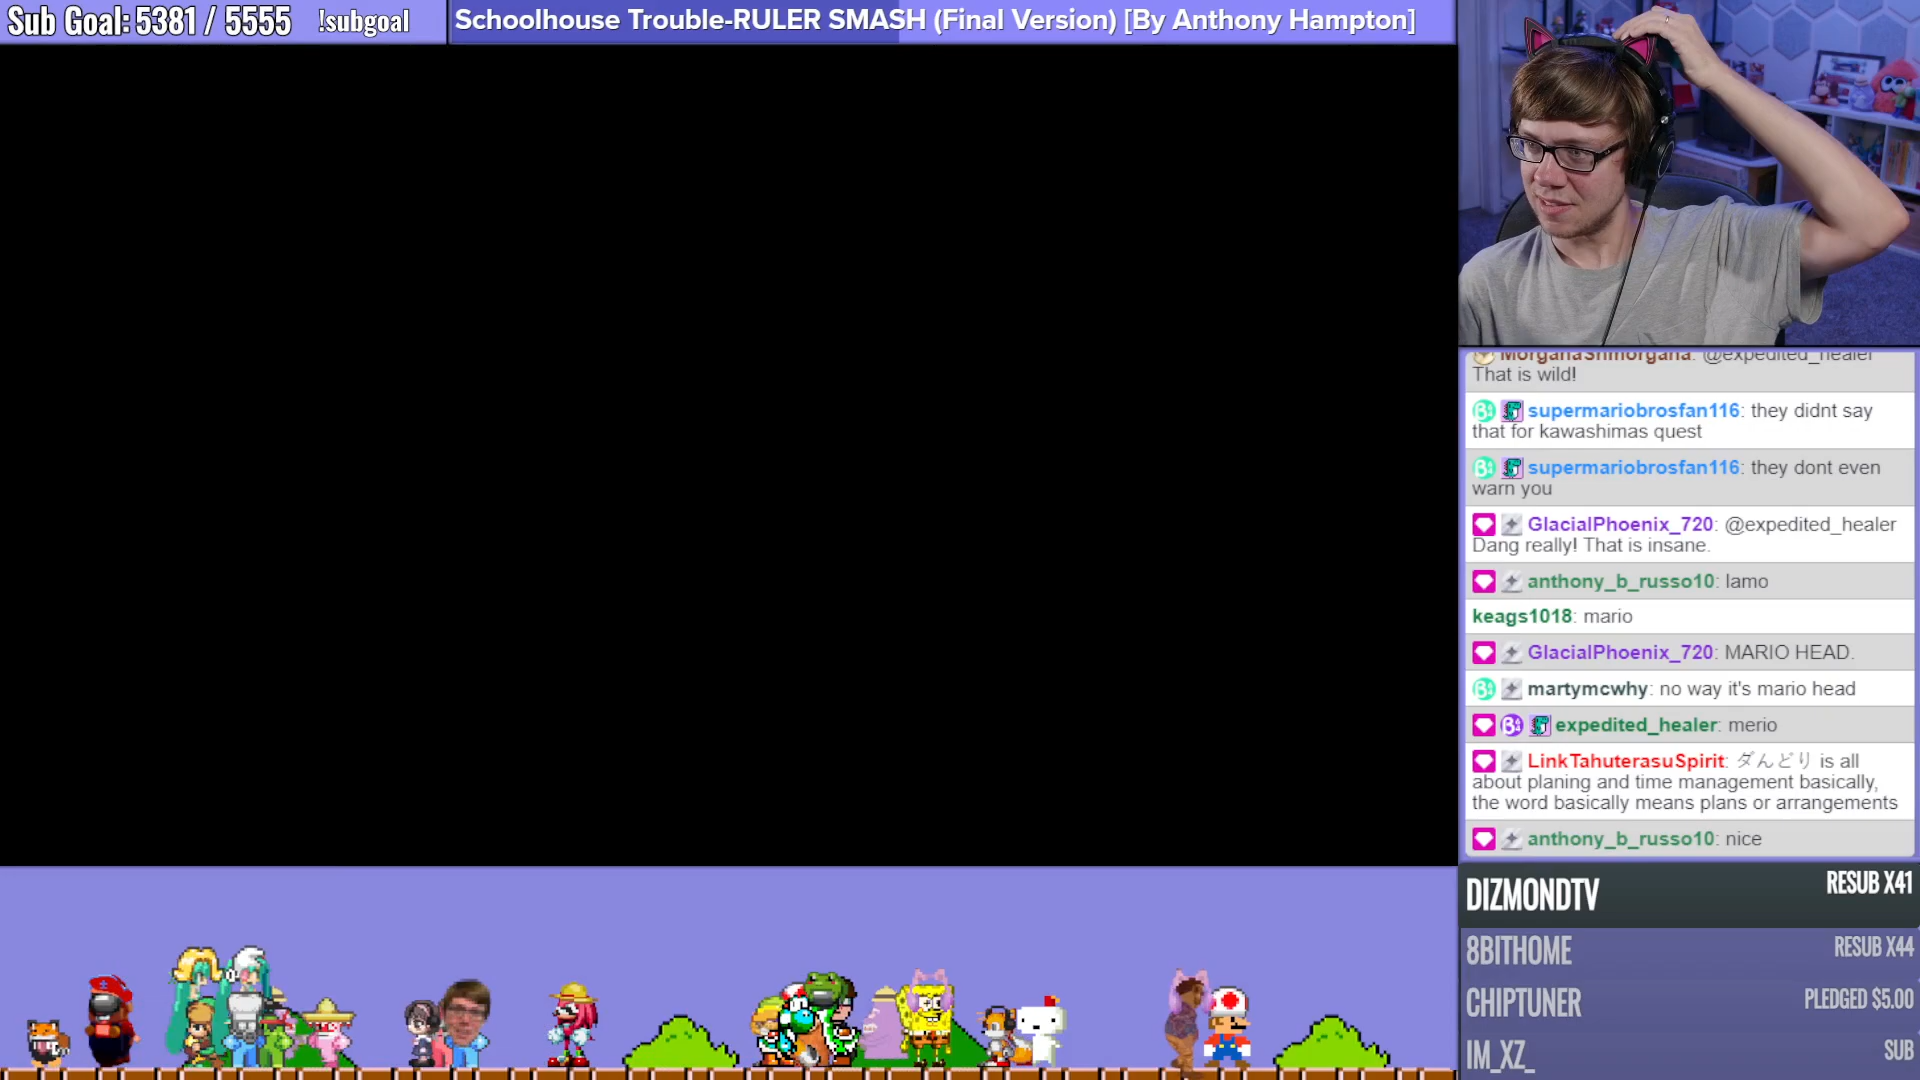 Sub Goal: 5381 / 5555 !subgoal
Schoolhouse Trouble-RULER SMASH (Final Version) [By Anthony Hampton]
MorganaShmorgana: @expedited_healer
That is wild!
supermariobrosfan116: they didnt say
that for kawashimas quest
supermariobrosfan116: they dont even
warn you
GlacialPhoenix_720: @expedited_healer
Dang really! That is insane.
anthony_b_russo10: lamo
keags1018: mario
GlacialPhoenix_720: MARIO HEAD.
martymcwhy: no way it's mario head
expedited_healer: merio
LinkTahuterasuSpirit: ダんどり is all
about planing and time management basically,
the word basically means plans or arrangements
anthony_b_russo10: nice
DIZMONDTV RESUB X41
8BITHOME RESUB X44
CHIPTUNER PLEDGED $5.00
IM_XZ_ SUB